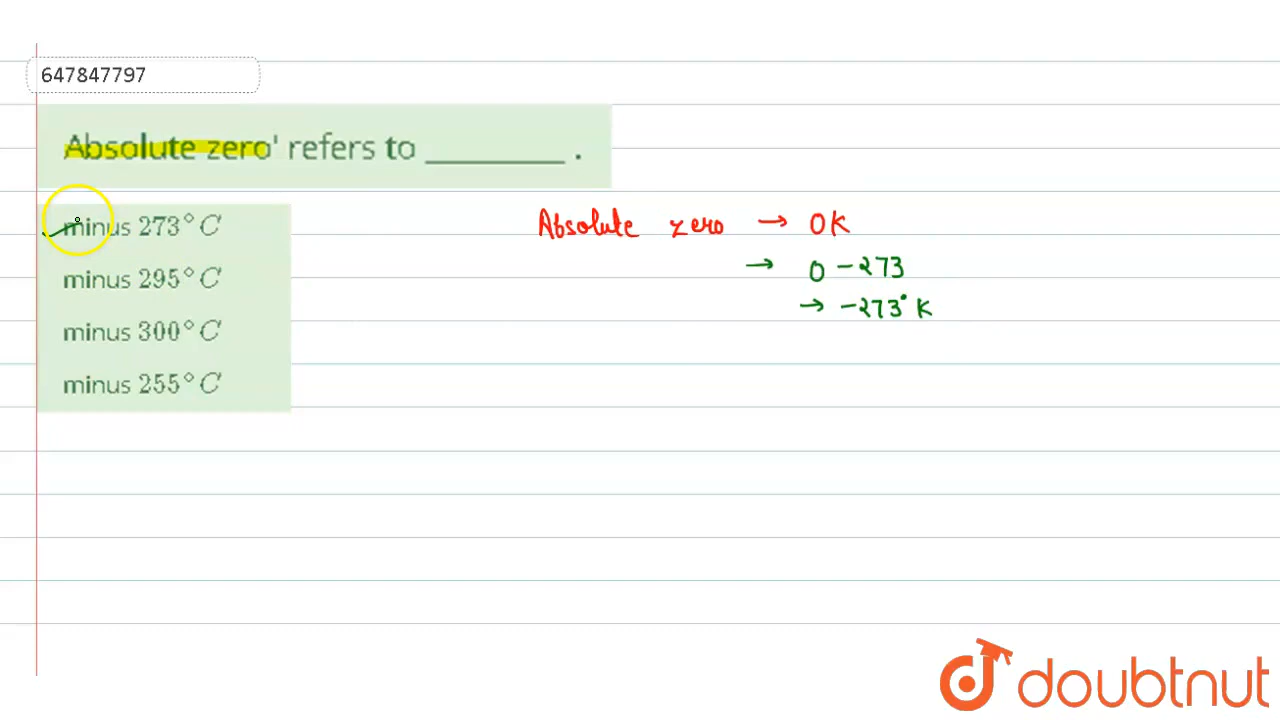 647847797
Absolute zero' refers to _________ .
minus 273° C
minus 295° C
minus 300° C
minus 255° C
Absolute zero → 0K
→ 0 - 273
→ -273° K
doubtnut